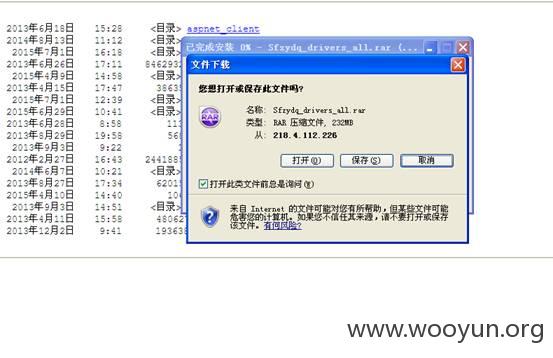 2013年6月18日 15:28 <目录> aspnet_client
2014年8月13日 11:12 <目录>
2015年7月1日 16:18 <目录>
2013年6月26日 17:11 8462932
2015年4月9日 14:58 <目录>
2013年4月15日 17:47 38635
2015年7月1日 12:39 <目录>
2015年6月29日 10:41 <目录>
2013年6月28日 8:58 113
2013年8月29日 19:58 568
2013年9月3日 9:22
2012年2月27日 16:43 2441885
2014年6月7日 10:21 <目录>
2013年8月27日 17:34 62015
2015年4月10日 14:40 104
2013年9月3日 14:51 <目录>
2013年4月11日 15:58 48062
2013年12月2日 9:41 193638
已完成安装 0% - Sfzydq_drivers_all.rar (...
文件下载
您想打开或保存此文件吗?
名称: Sfzydq_drivers_all.rar
类型: RAR 压缩文件, 232MB
从: 218.4.112.226
RAR
打开(O) 保存(S) 取消
打开此类文件前总是询问(W)
来自 Internet 的文件可能对您有所帮助,但某些文件可能
危害您的计算机。如果您不信任其来源,请不要打开或保存
该文件。有何风险?
www.wooyun.org